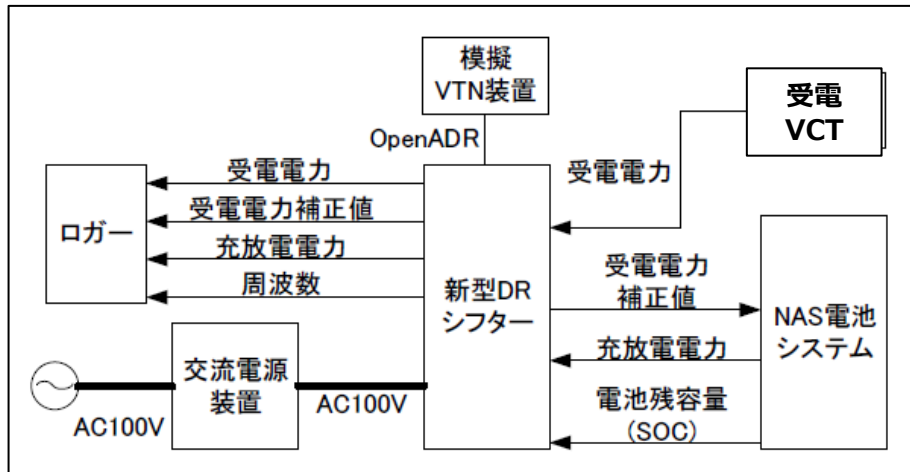 模擬
VTN装置
受電
VCT
OpenADR
受電電力
受電電力
受電電力補正値
ロガー
充放電電力
周波数
新型DR
シフター
受電電力
補正値
NAS電池
システム
充放電電力
交流電源
装置
電池残容量
(SOC)
AC100V
AC100V